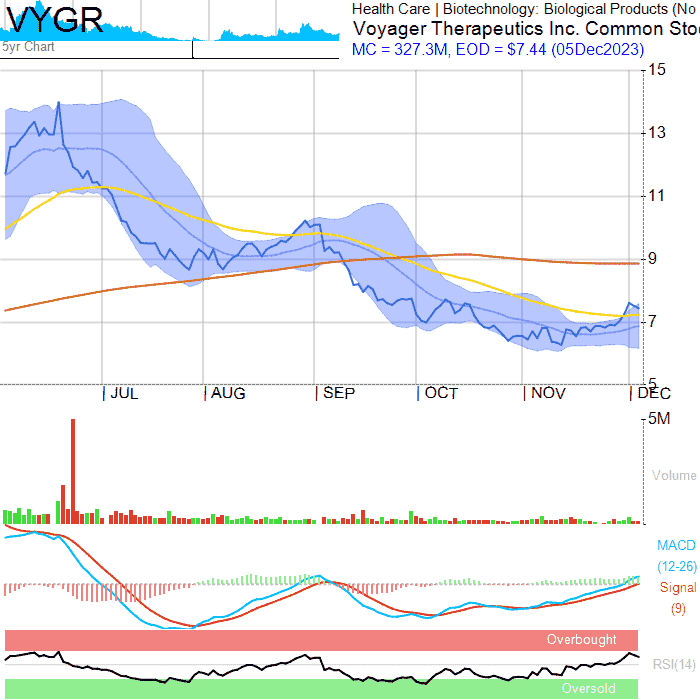 VYGR
5yr Chart
Health Care | Biotechnology: Biological Products (No
Voyager Therapeutics Inc. Common Sto
MC = 327.3M, EOD = $7.44 (05Dec2023)
15
13
11
9
7
5
JUL AUG SEP OCT NOV DEC
5M
Volume
MACD
(12-26)
Signal
(9)
Overbought
RSI(14)
Oversold